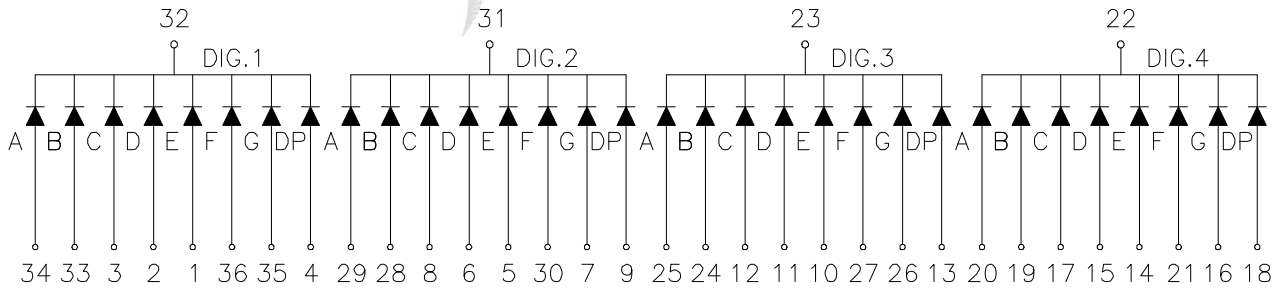 32 31 23 22
DIG.1 DIG.2 DIG.3 DIG.4
A B C D E F G DP A B C D E F G DP A B C D E F G DP A B C D E F G DP
34 33 3 2 1 36 35 4 29 28 8 6 5 30 7 9 25 24 12 11 10 27 26 13 20 19 17 15 14 21 16 18